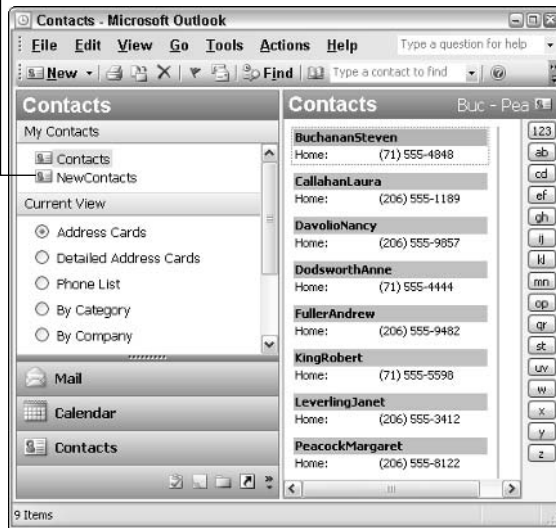 Contacts - Microsoft Outlook
File Edit View Go Tools Actions Help Type a question for help
New Find Type a contact to find
Contacts
My Contacts
Contacts
NewContacts
Current View
Address Cards
Detailed Address Cards
Phone List
By Category
By Company
Mail
Calendar
Contacts
Contacts Buc - Pea
BuchananSteven
Home: (71) 555-4848
CallahanLaura
Home: (206) 555-1189
DavolioNancy
Home: (206) 555-9857
DodsworthAnne
Home: (71) 555-4444
FullerAndrew
Home: (206) 555-9482
KingRobert
Home: (71) 555-5598
LeverlingJanet
Home: (206) 555-3412
PeacockMargaret
Home: (206) 555-8122
123
ab
cd
ef
gh
ij
kl
mn
op
qr
st
uv
w
x
y
z
9 Items